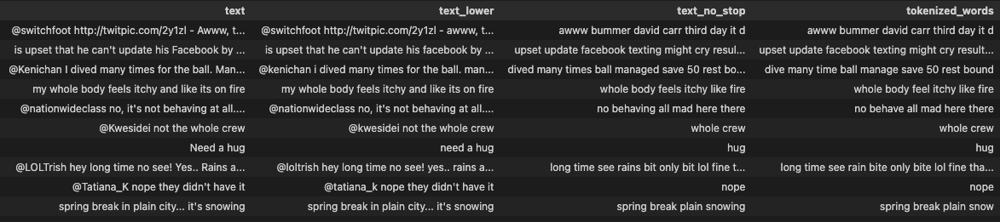 text text_lower text_no_stop tokenized_words
@switchfoot http://twitpic.com/2y1zl - Awww, t... @switchfoot http://twitpic.com/2y1zl - awww, t... awww bummer david carr third day it d awww bummer david carr third day it d
is upset that he can't update his Facebook by ... is upset that he can't update his facebook by ... upset update facebook texting might cry resul... upset update facebook texting might cry result...
@Kenichan I dived many times for the ball. Man... @kenichan i dived many times for the ball. man... dived many times ball managed save 50 rest bo... dive many time ball manage save 50 rest bound
my whole body feels itchy and like its on fire my whole body feels itchy and like its on fire whole body feels itchy like fire whole body feel itchy like fire
@nationwideclass no, it's not behaving at all.... @nationwideclass no, it's not behaving at all.... no behaving all mad here there no behave all mad here there
@Kwesidei not the whole crew @kwesidei not the whole crew whole crew whole crew
Need a hug need a hug hug hug
@LOLTrish hey long time no see! Yes.. Rains a... @loltrish hey long time no see! yes.. rains a... long time see rains bit only bit lol fine t... long time see rain bite only bite lol fine tha...
@Tatiana_K nope they didn't have it @tatiana_k nope they didn't have it nope nope
spring break in plain city... it's snowing spring break in plain city... it's snowing spring break plain snowing spring break plain snow